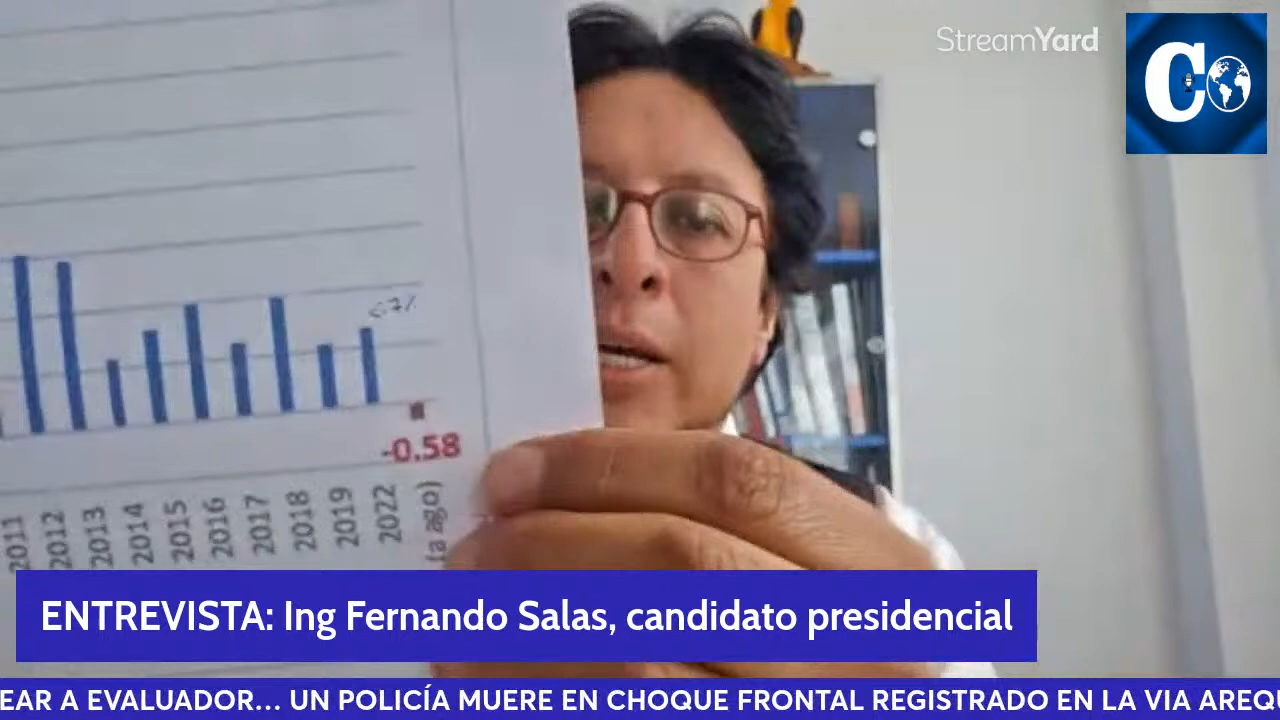 StreamYard
CO
-0.58
2011
2012
2013
2014
2015
2016
2017
2018
2019
2022
(a ago)
ENTREVISTA: Ing Fernando Salas, candidato presidencial
EAR A EVALUADOR... UN POLICÍA MUERE EN CHOQUE FRONTAL REGISTRADO EN LA VIA AREQU